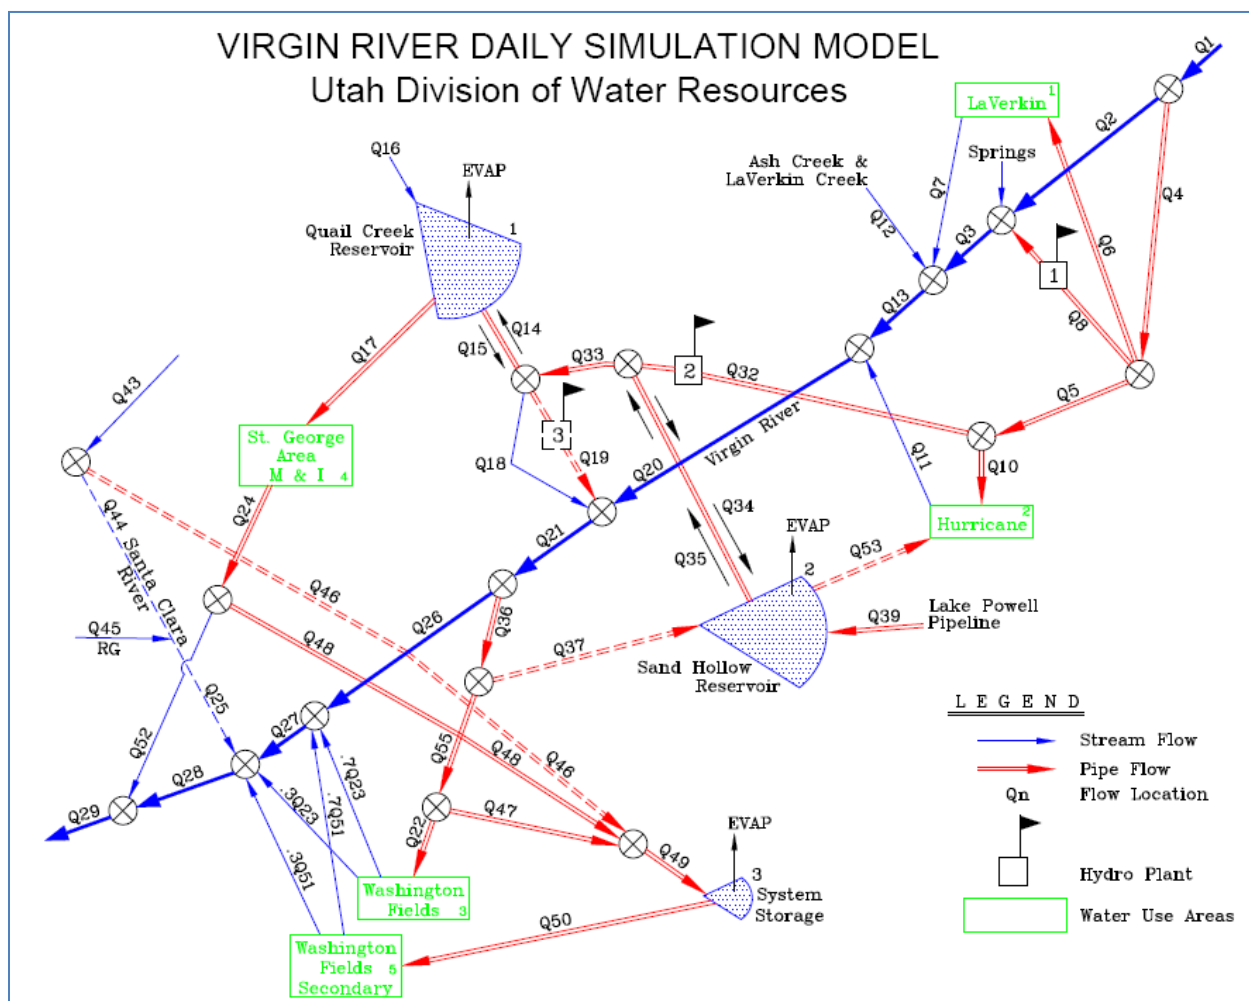 VIRGIN RIVER DAILY SIMULATION MODEL
Utah Division of Water Resources
Q1
Q2
LaVerkin 1
Q16
EVAP
Ash Creek &
LaVerkin Creek
Springs
Q7
Q12
Q3
Q4
Q6
Quail Creek
Reservoir
1
1
Q13
Q8
Q17
Q14
Q15
Q33
2
Q32
Q5
Q43
St. George
Area
M & I 4
3
Q18
Q19
Q20
Virgin River
Q11
Q10
Q24
Q44
Santa Clara
River
Q21
Q34
Q35
EVAP
2
Hurricane 2
Q53
Q46
Q45
RG
Q48
Q26
Q36
Q37
Lake Powell
Pipeline
Q39
Sand Hollow
Reservoir
Q25
Q52
Q27
Q28
Q29
Q55
Q48
Q46
.7Q23
.3Q23
.7Q51
.3Q51
Q22
Q47
Q49
EVAP
3
System
Storage
Washington
Fields 3
Q50
Washington
Fields 5
Secondary
LEGEND
Stream Flow
Pipe Flow
Qn Flow Location
Hydro Plant
Water Use Areas